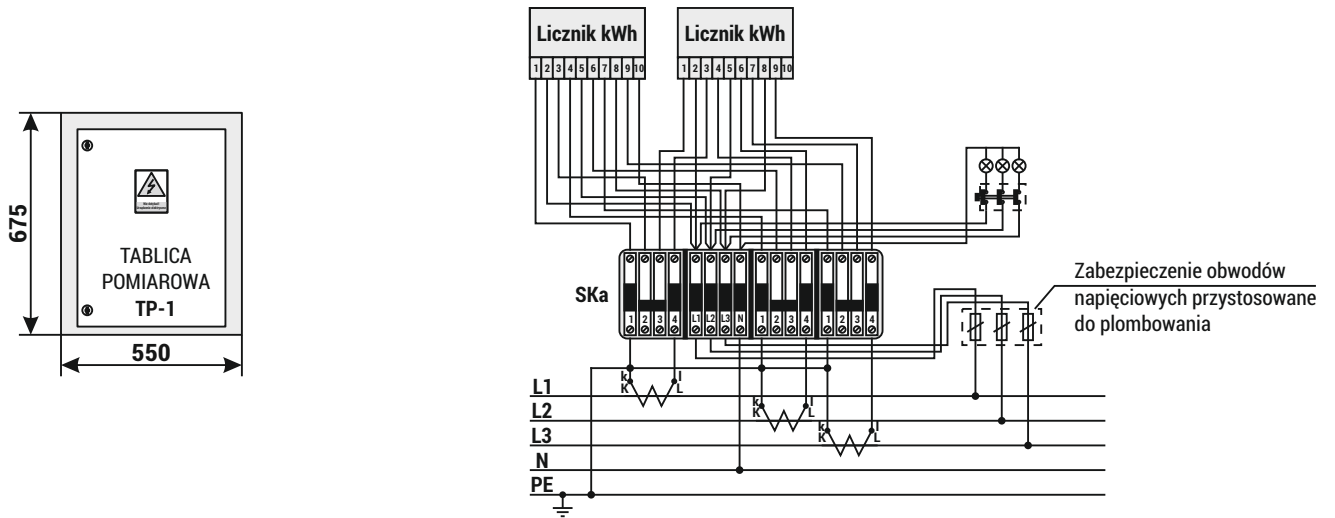 675
TABLICA
POMIAROWA
TP-1
550
Licznik kWh
1 2 3 4 5 6 7 8 9 10
Licznik kWh
1 2 3 4 5 6 7 8 9 10
SKa
1 2 3 4 L1 L2 L3 N 1 2 3 4 1 2 3 4
Zabezpieczenie obwodów
napięciowych przystosowane
do plombowania
k l
K L
k l
K L
k l
K L
L1
L2
L3
N
PE